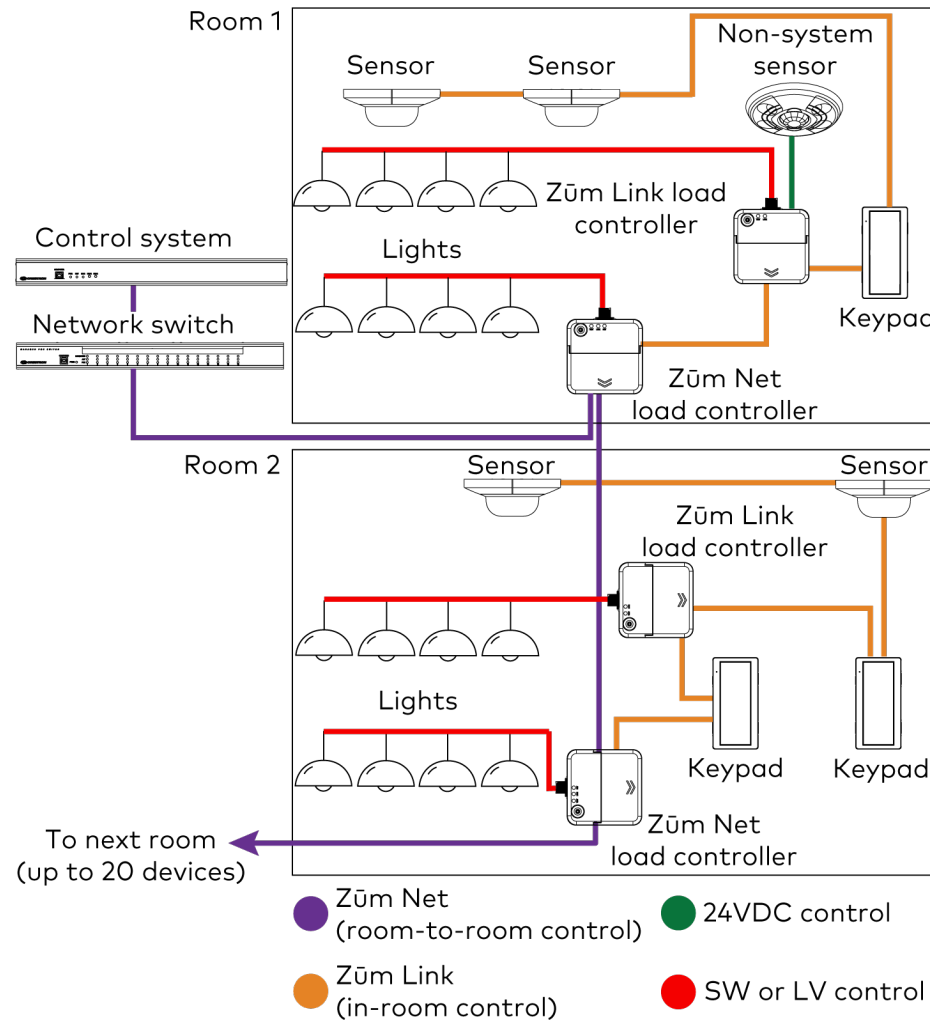 Room 1
Non-system
sensor
Sensor
Sensor
Zūm Link load
controller
Control system
Lights
Network switch
Keypad
Zūm Net
load controller
Room 2
Sensor
Sensor
Zūm Link
load controller
Lights
Keypad
Keypad
Zūm Net
load controller
To next room
(up to 20 devices)
Zūm Net
(room-to-room control)
24VDC control
Zūm Link
(in-room control)
SW or LV control